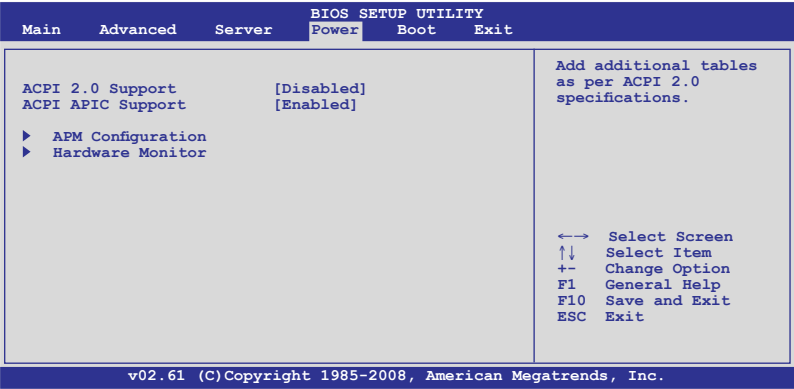 BIOS SETUP UTILITY
Main Advanced Server Power Boot Exit
ACPI 2.0 Support [Disabled]
ACPI APIC Support [Enabled]
APM Configuration
Hardware Monitor
Add additional tables
as per ACPI 2.0
specifications.
←→ Select Screen
↑↓ Select Item
+- Change Option
F1 General Help
F10 Save and Exit
ESC Exit
v02.61 (C)Copyright 1985-2008, American Megatrends, Inc.